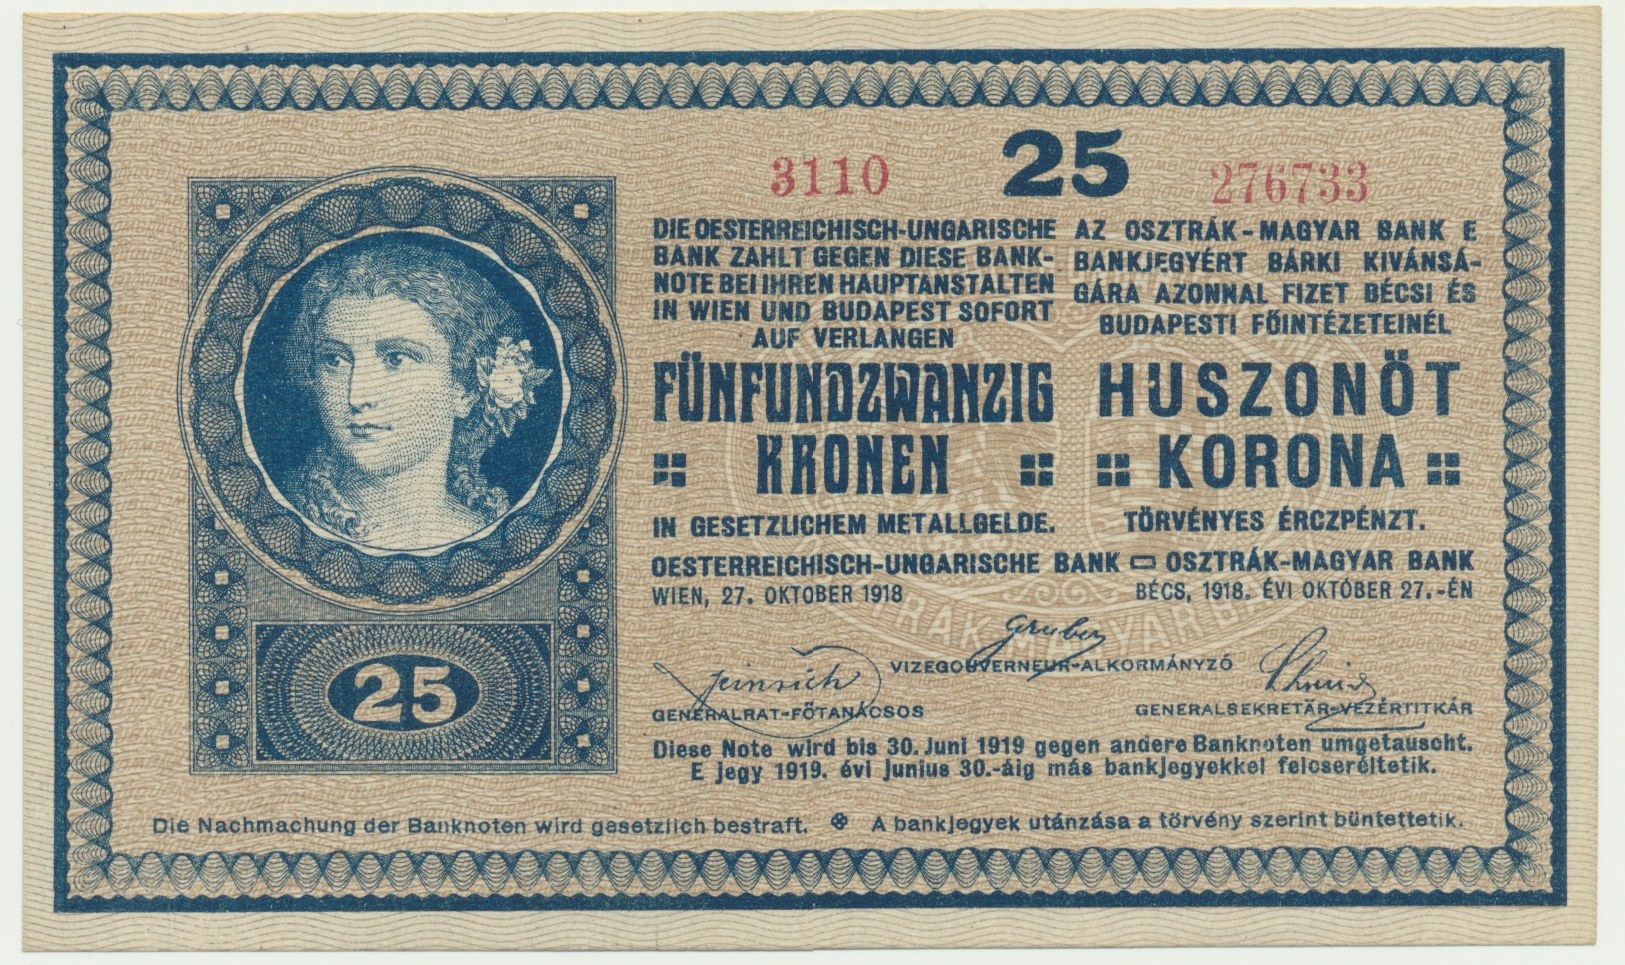 3110 25 276733
DIE OESTERREICHISCH-UNGARISCHE
BANK ZAHLT GEGEN DIESE BANK-
NOTE BEI IHREN HAUPTANSTALTEN
IN WIEN UND BUDAPEST SOFORT
AUF VERLANGEN
FÜNFUNDZWANZIG
KRONEN
IN GESETZLICHEM METALLGELDE.
AZ OSZTRÁK-MAGYAR BANK E
BANKJEGYÉRT BÁRKI KIVÁNSÁ-
GÁRA AZONNAL FIZET BÉCSI ÉS
BUDAPESTI FŐINTÉZETEINÉL
HUSZONÖT
KORONA
TÖRVÉNYES ÉRCZPÉNZT.
OESTERREICHISCH-UNGARISCHE BANK ▭ OSZTRÁK-MAGYAR BANK
WIEN, 27. OKTOBER 1918
BÉCS, 1918. ÉVI OKTÓBER 27.-ÉN
Gruber
VIZEGOUVERNEUR-ALKORMÁNYZÓ
GENERALRAT-FŐTANÁCSOS
GENERALSEKRETÄR-VEZÉRTITKÁR
25
Diese Note wird bis 30. Juni 1919 gegen andere Banknoten umgetauscht.
E jegy 1919. évi junius 30.-áig más bankjegyekkel felcseréltetik.
Die Nachmachung der Banknoten wird gesetzlich bestraft. A bankjegyek utánzása a törvény szerint büntettetik.